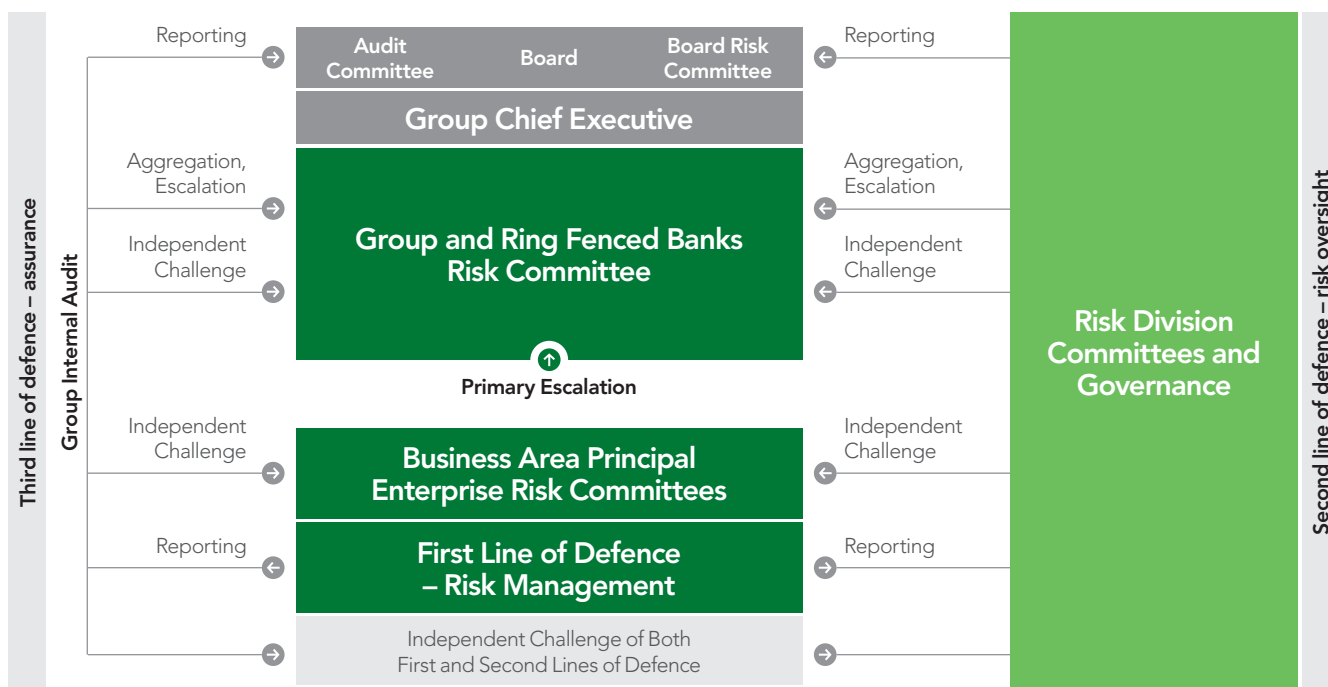 Third line of defence – assurance
Group Internal Audit
Reporting
Aggregation,
Escalation
Independent
Challenge
Independent
Challenge
Reporting
Audit
Committee
Board
Board Risk
Committee
Group Chief Executive
Group and Ring Fenced Banks
Risk Committee
Primary Escalation
Business Area Principal
Enterprise Risk Committees
First Line of Defence
– Risk Management
Independent Challenge of Both
First and Second Lines of Defence
Reporting
Aggregation,
Escalation
Independent
Challenge
Independent
Challenge
Reporting
Risk Division
Committees and
Governance
Second line of defence – risk oversight